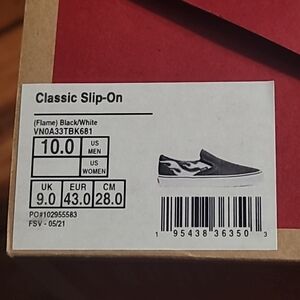 Classic Slip-On
(Flame) Black/White
VN0A33TBK681
10.0 US MEN
US WOMEN
UK EUR CM
9.0 43.0 28.0
PO#102955583
FSV - 05/21
1 95438 36350 3